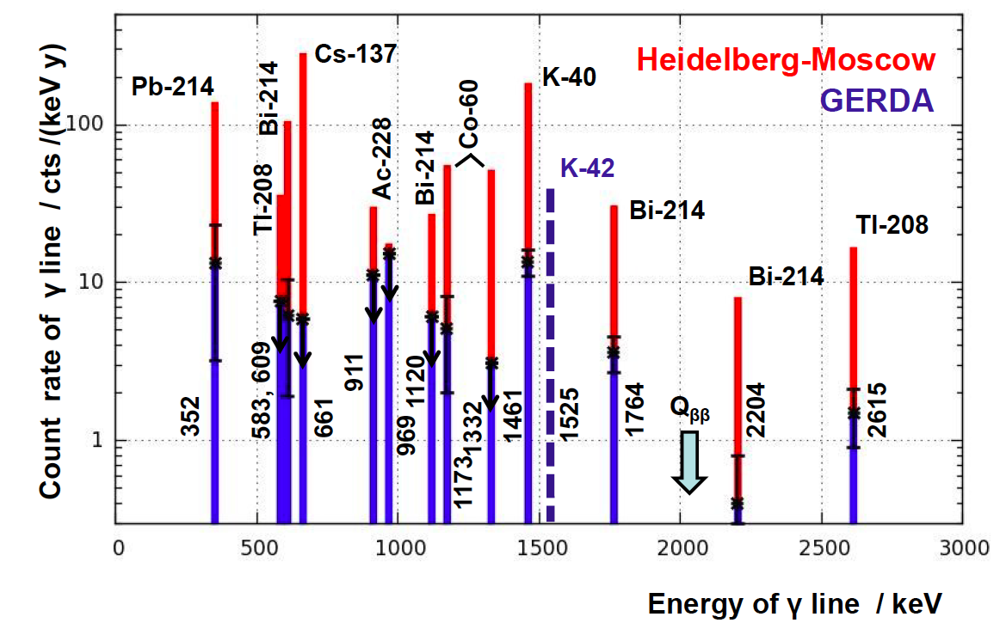 Count rate of γ line / cts /(keV y)
100
10
1
Heidelberg-Moscow
GERDA
Pb-214
Tl-208
Bi-214
Cs-137
Ac-228
Bi-214
Co-60
K-40
K-42
Bi-214
Bi-214
Tl-208
352
583, 609
661
911
969
1120
1173
1332
1461
1525
1764
Qββ
2204
2615
0
500
1000
1500
2000
2500
3000
Energy of γ line / keV